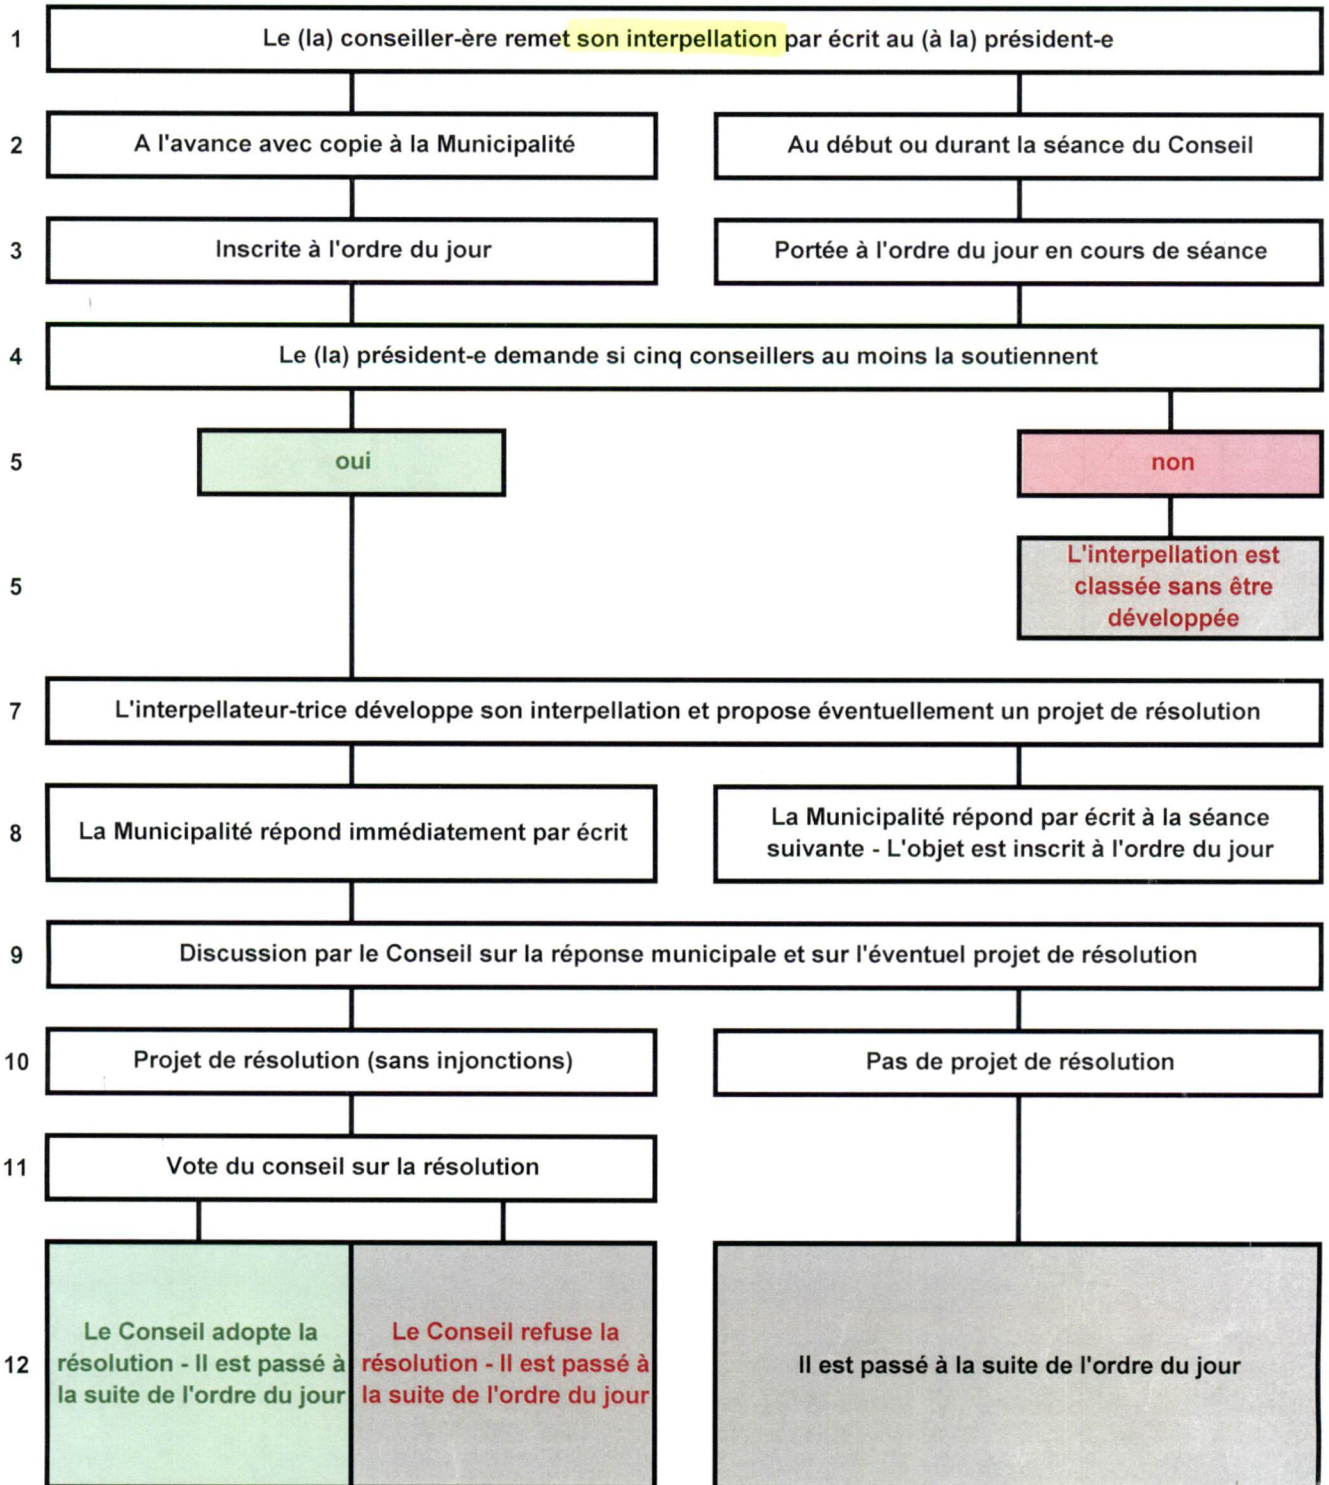 1 Le (la) conseiller-ère remet son interpellation par écrit au (à la) président-e
2 A l'avance avec copie à la Municipalité Au début ou durant la séance du Conseil
3 Inscrite à l'ordre du jour Portée à l'ordre du jour en cours de séance
4 Le (la) président-e demande si cinq conseillers au moins la soutiennent
5 oui non
5 L'interpellation est
classée sans être
développée
7 L'interpellateur-trice développe son interpellation et propose éventuellement un projet de résolution
8 La Municipalité répond immédiatement par écrit
La Municipalité répond par écrit à la séance
suivante - L'objet est inscrit à l'ordre du jour
9 Discussion par le Conseil sur la réponse municipale et sur l'éventuel projet de résolution
10 Projet de résolution (sans injonctions) Pas de projet de résolution
11 Vote du conseil sur la résolution
12 Le Conseil adopte la
résolution - Il est passé à
la suite de l'ordre du jour
Le Conseil refuse la
résolution - Il est passé à
la suite de l'ordre du jour
Il est passé à la suite de l'ordre du jour